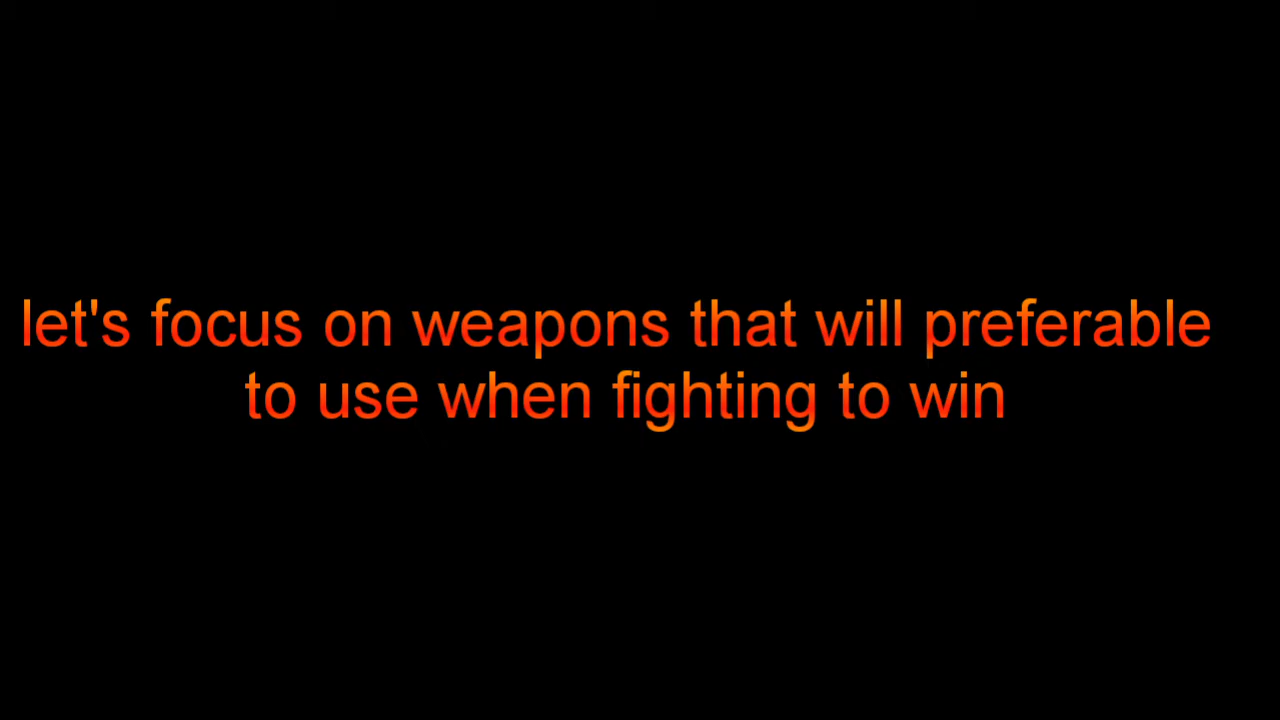 let's focus on weapons that will preferable
to use when fighting to win